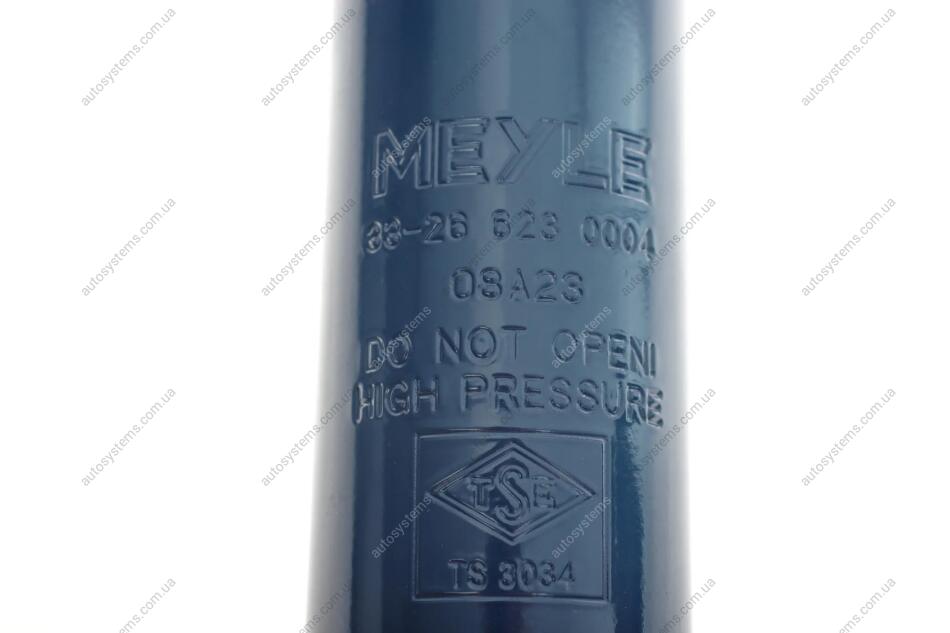 MEYLE
36-26 623 0004
08A23
DO NOT OPEN!
HIGH PRESSURE
TSE
TS 3034
autosystems.com.ua